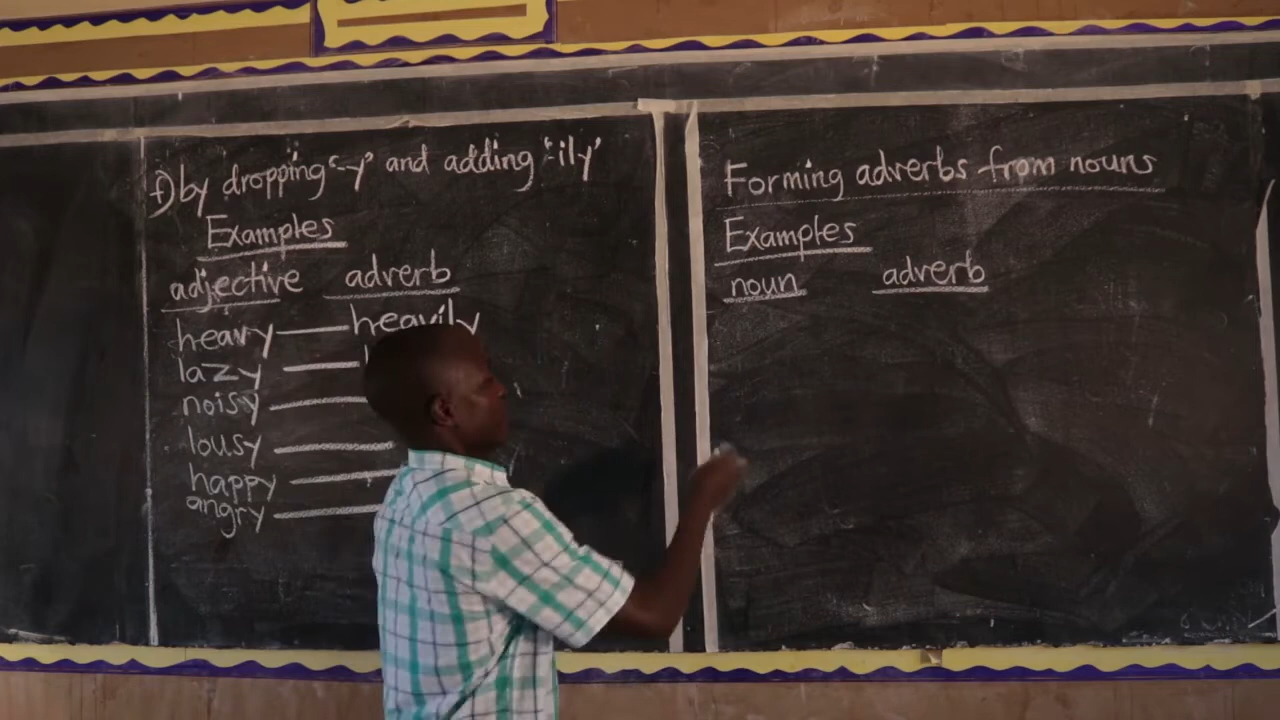 f) by dropping '-y' and adding '-ily'
Examples
adjective adverb
heavy — heavily
lazy —
noisy —
lousy —
happy —
angry —
Forming adverbs from nouns
Examples
noun adverb